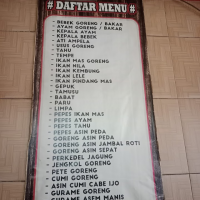 # DAFTAR MENU #
- BEBEK GORENG / BAKAR
- AYAM GORENG / BAKAR
- KEPALA AYAM
- KEPALA BEBEK
- ATI AMPELA
- USUS GORENG
- TAHU
- TEMPE
- IKAN MAS GORENG
- IKAN NILA
- IKAN KEMBUNG
- IKAN LELE
- IKAN PINDANG MAS
- GEPUK
- TAMUSU
- BABAT
- PARU
- LIMPA
- PEPES IKAN MAS
- PEPES AYAM
- PEPES TAHU
- PEPES ASIN PEDA
- GORENG ASIN PEDA
- GORENG ASIN JAMBAL ROTI
- GORENG ASIN SEPAT
- PERKEDEL JAGUNG
- JENGKOL GORENG
- PETE GORENG
- CUMI GORENG
- ASIN CUMI CABE IJO
- GURAME GORENG
- GURAME ASEM MANIS